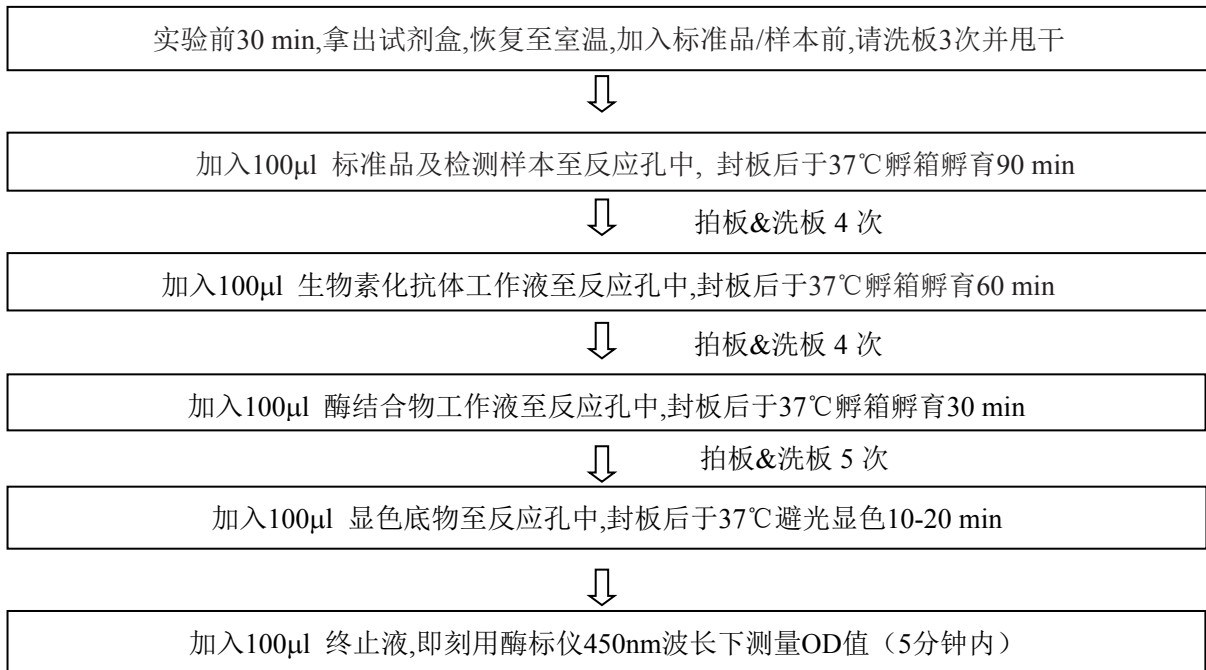 实验前30 min,拿出试剂盒,恢复至室温,加入标准品/样本前,请洗板3次并甩干
加入100μl 标准品及检测样本至反应孔中, 封板后于37℃孵箱孵育90 min
拍板&洗板 4 次
加入100μl 生物素化抗体工作液至反应孔中,封板后于37℃孵箱孵育60 min
拍板&洗板 4 次
加入100μl 酶结合物工作液至反应孔中,封板后于37℃孵箱孵育30 min
拍板&洗板 5 次
加入100μl 显色底物至反应孔中,封板后于37℃避光显色10-20 min
加入100μl 终止液,即刻用酶标仪450nm波长下测量OD值（5分钟内）